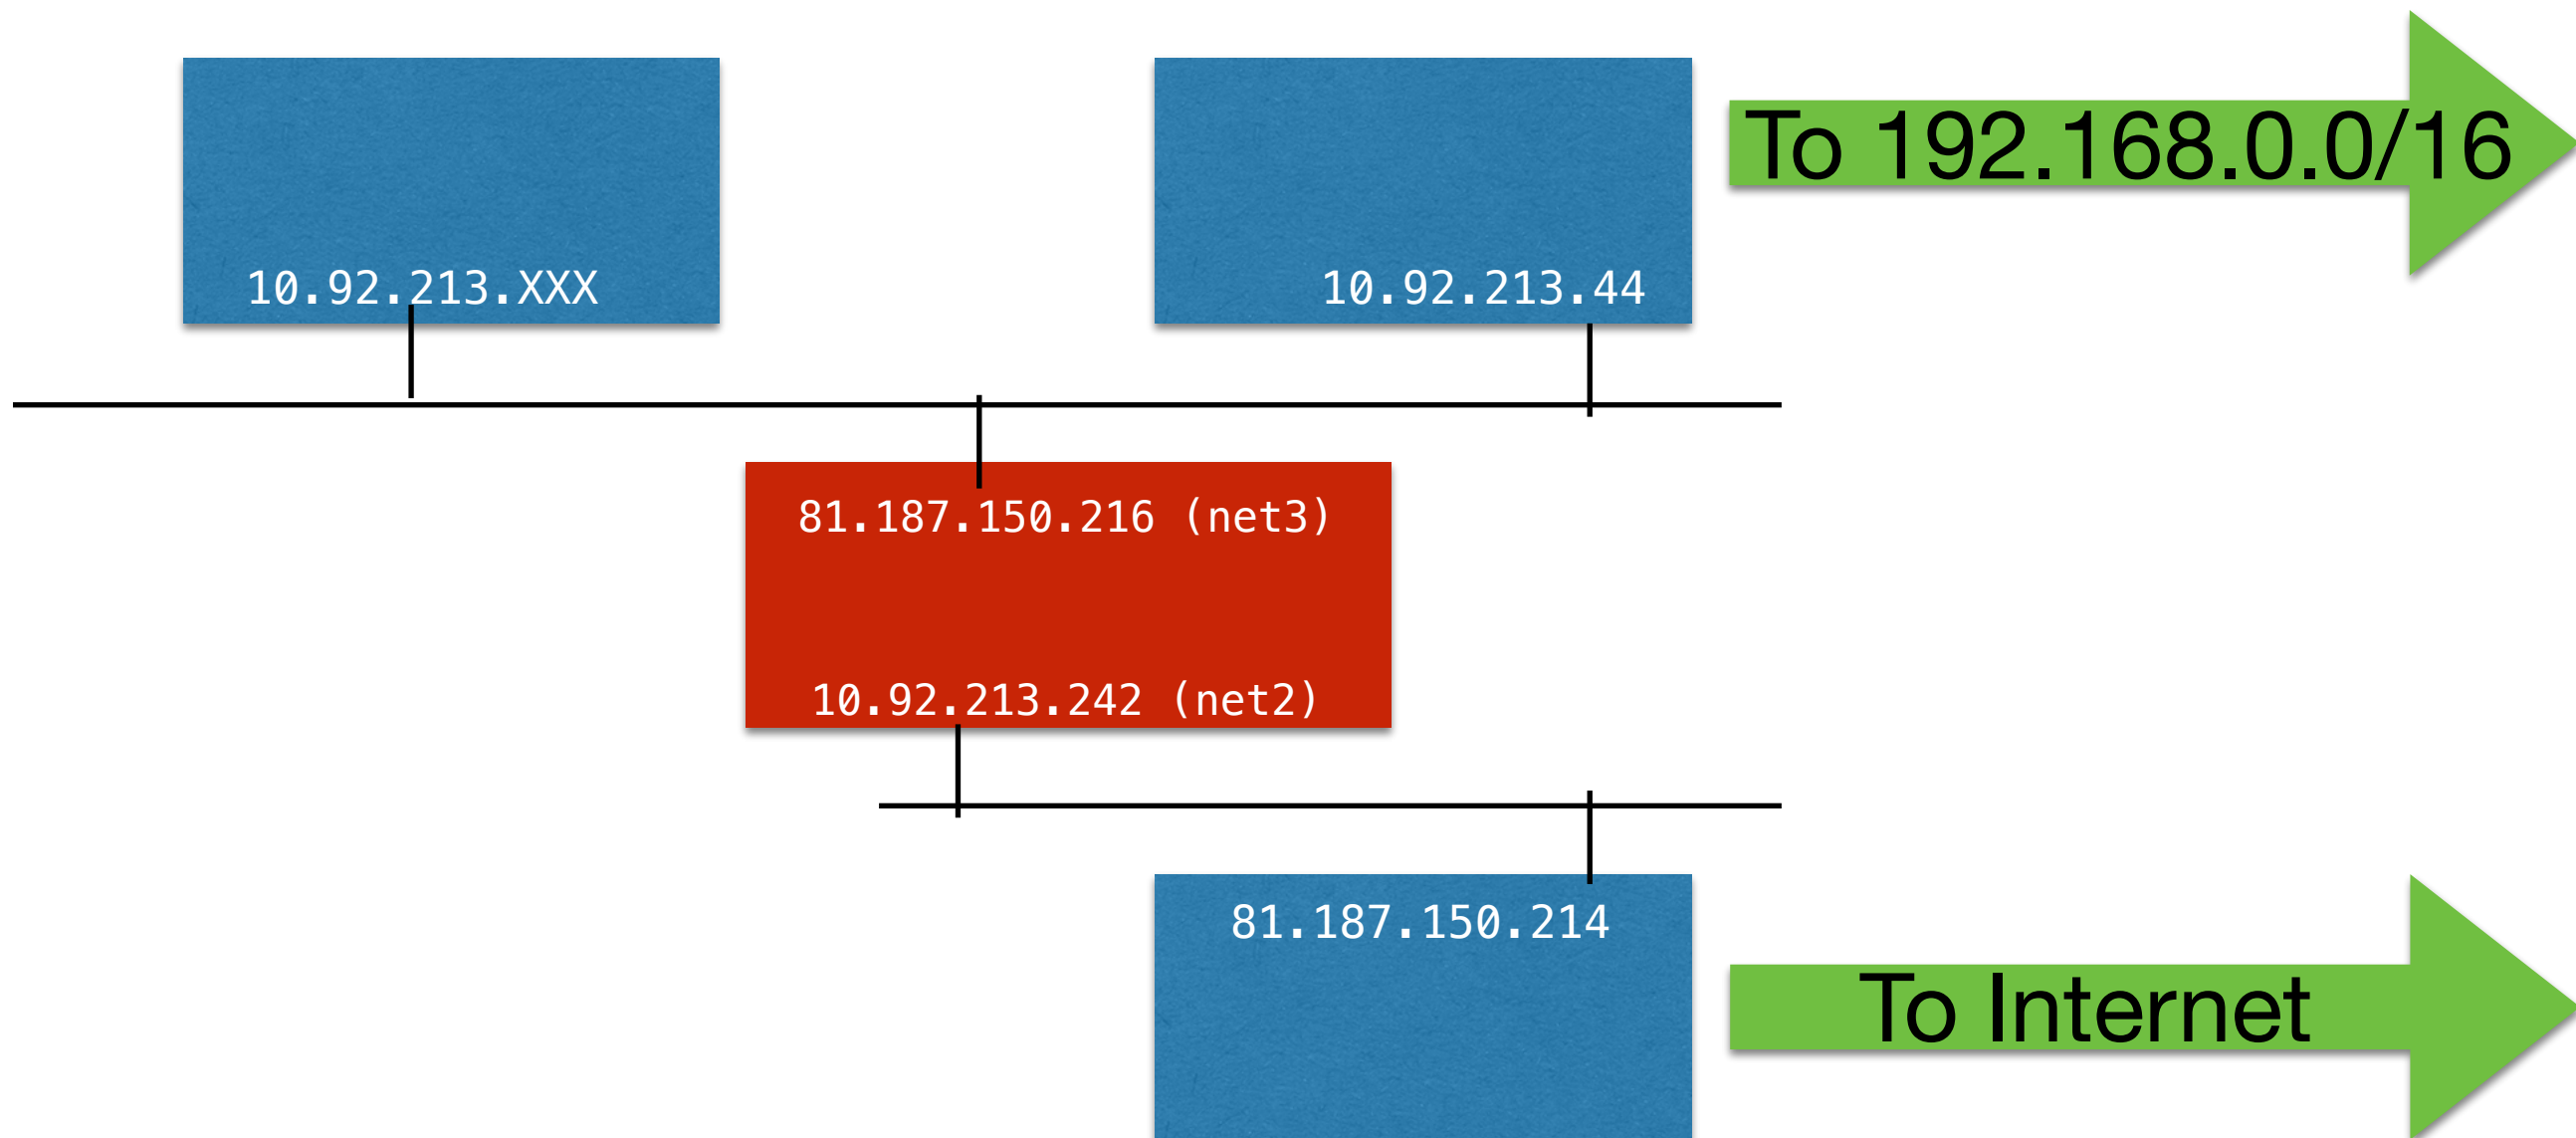 To 192.168.0.0/16
10.92.213.XXX
10.92.213.44
81.187.150.216 (net3)
10.92.213.242 (net2)
81.187.150.214
To Internet